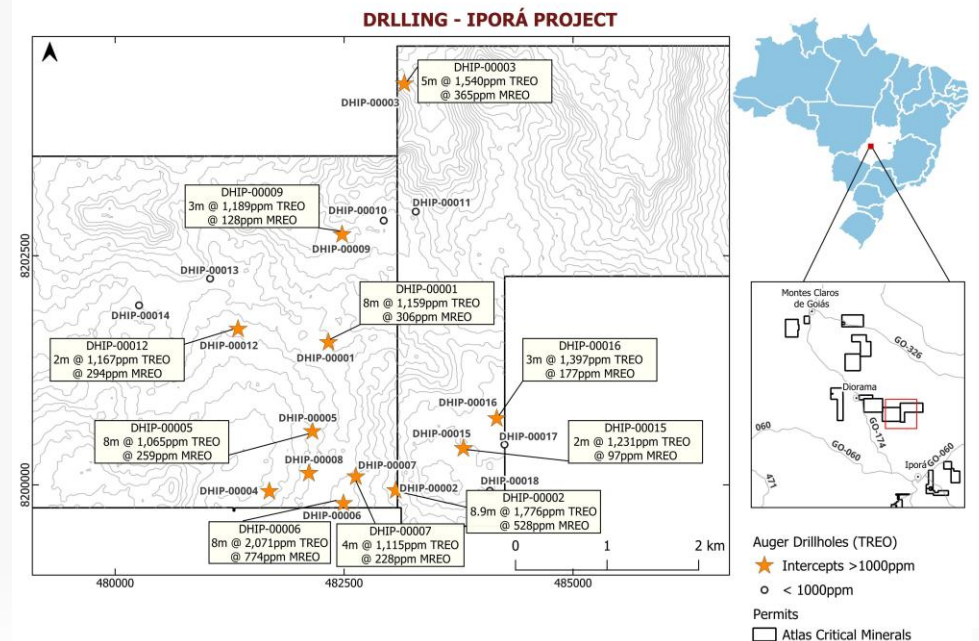 DRLLING - IPORÁ PROJECT
DHIP-00003
5m @ 1,540ppm TREO
@ 365ppm MREO
DHIP-00003
DHIP-00009
3m @ 1,189ppm TREO
@ 128ppm MREO
DHIP-00010
DHIP-00011
DHIP-00009
8202500
DHIP-00013
DHIP-00001
8m @ 1,159ppm TREO
@ 306ppm MREO
DHIP-00014
DHIP-00012
DHIP-00001
DHIP-00012
2m @ 1,167ppm TREO
@ 294ppm MREO
DHIP-00016
3m @ 1,397ppm TREO
@ 177ppm MREO
DHIP-00016
DHIP-00005
DHIP-00005
8m @ 1,065ppm TREO
@ 259ppm MREO
DHIP-00015
DHIP-00017
DHIP-00015
2m @ 1,231ppm TREO
@ 97ppm MREO
DHIP-00008
DHIP-00007
DHIP-00004
DHIP-00002
DHIP-00018
8200000
DHIP-00006
DHIP-00002
8.9m @ 1,776ppm TREO
@ 528ppm MREO
DHIP-00006
8m @ 2,071ppm TREO
@ 774ppm MREO
DHIP-00007
4m @ 1,115ppm TREO
@ 228ppm MREO
0 1 2 km
480000 482500 485000
Montes Claros
de Goiás
GO-326
Diorama
GO-174
060
GO-060
GO-060
Iporá
471
Auger Drillholes (TREO)
Intercepts >1000ppm
< 1000ppm
Permits
Atlas Critical Minerals